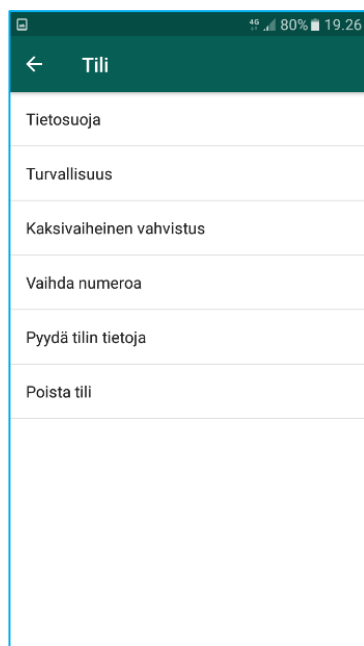 4G 80% 19.26
Tili
Tietosuoja
Turvallisuus
Kaksivaiheinen vahvistus
Vaihda numeroa
Pyydä tilin tietoja
Poista tili